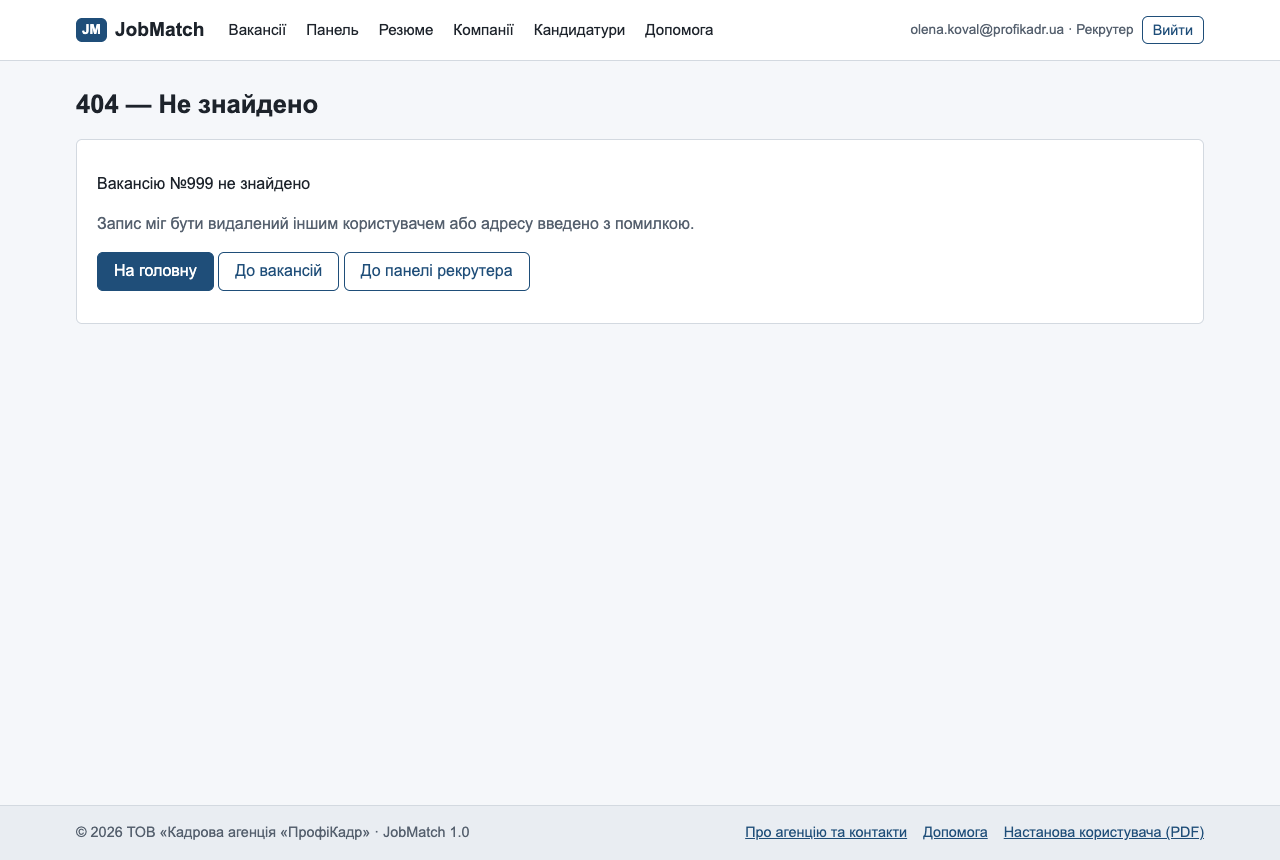 JM JobMatch Вакансії Панель Резюме Компанії Кандидатури Допомога olena.koval@profikadr.ua · Рекрутер Вийти
404 — Не знайдено
Вакансію №999 не знайдено
Запис міг бути видалений іншим користувачем або адресу введено з помилкою.
На головну До вакансій До панелі рекрутера
© 2026 ТОВ «Кадрова агенція «ПрофіКадр» · JobMatch 1.0 Про агенцію та контакти Допомога Настанова користувача (PDF)